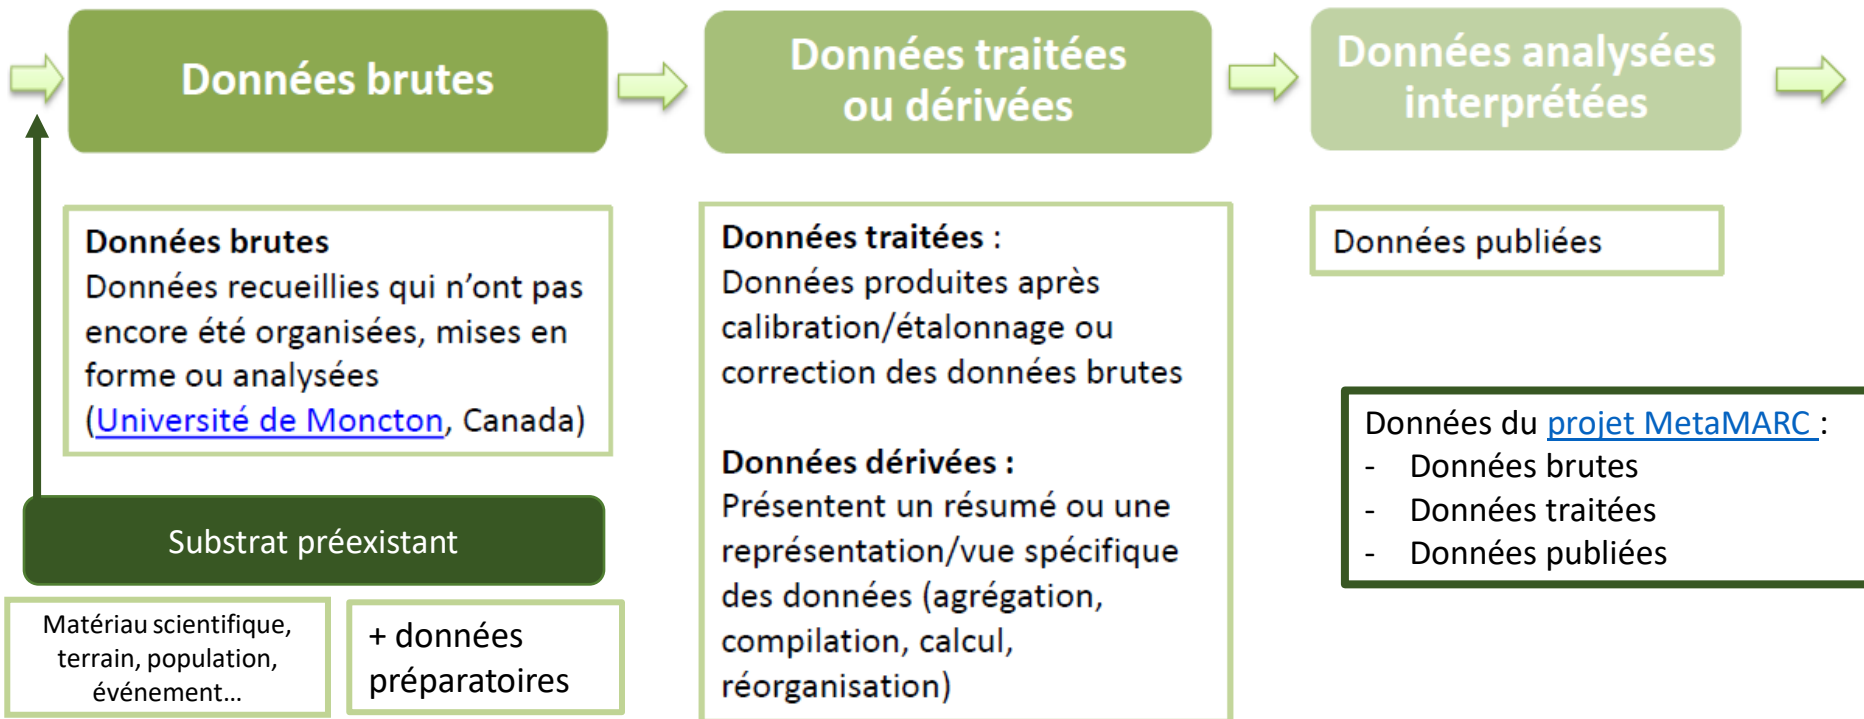 Données brutes
Données traitées
ou dérivées
Données analysées
interprétées
Données brutes
Données recueillies qui n’ont pas
encore été organisées, mises en
forme ou analysées
(Université de Moncton, Canada)
Substrat préexistant
Matériau scientifique,
terrain, population,
événement…
+ données
préparatoires
Données traitées :
Données produites après
calibration/étalonnage ou
correction des données brutes
Données dérivées :
Présentent un résumé ou une
représentation/vue spécifique
des données (agrégation,
compilation, calcul,
réorganisation)
Données publiées
Données du projet MetaMARC :
- Données brutes
- Données traitées
- Données publiées